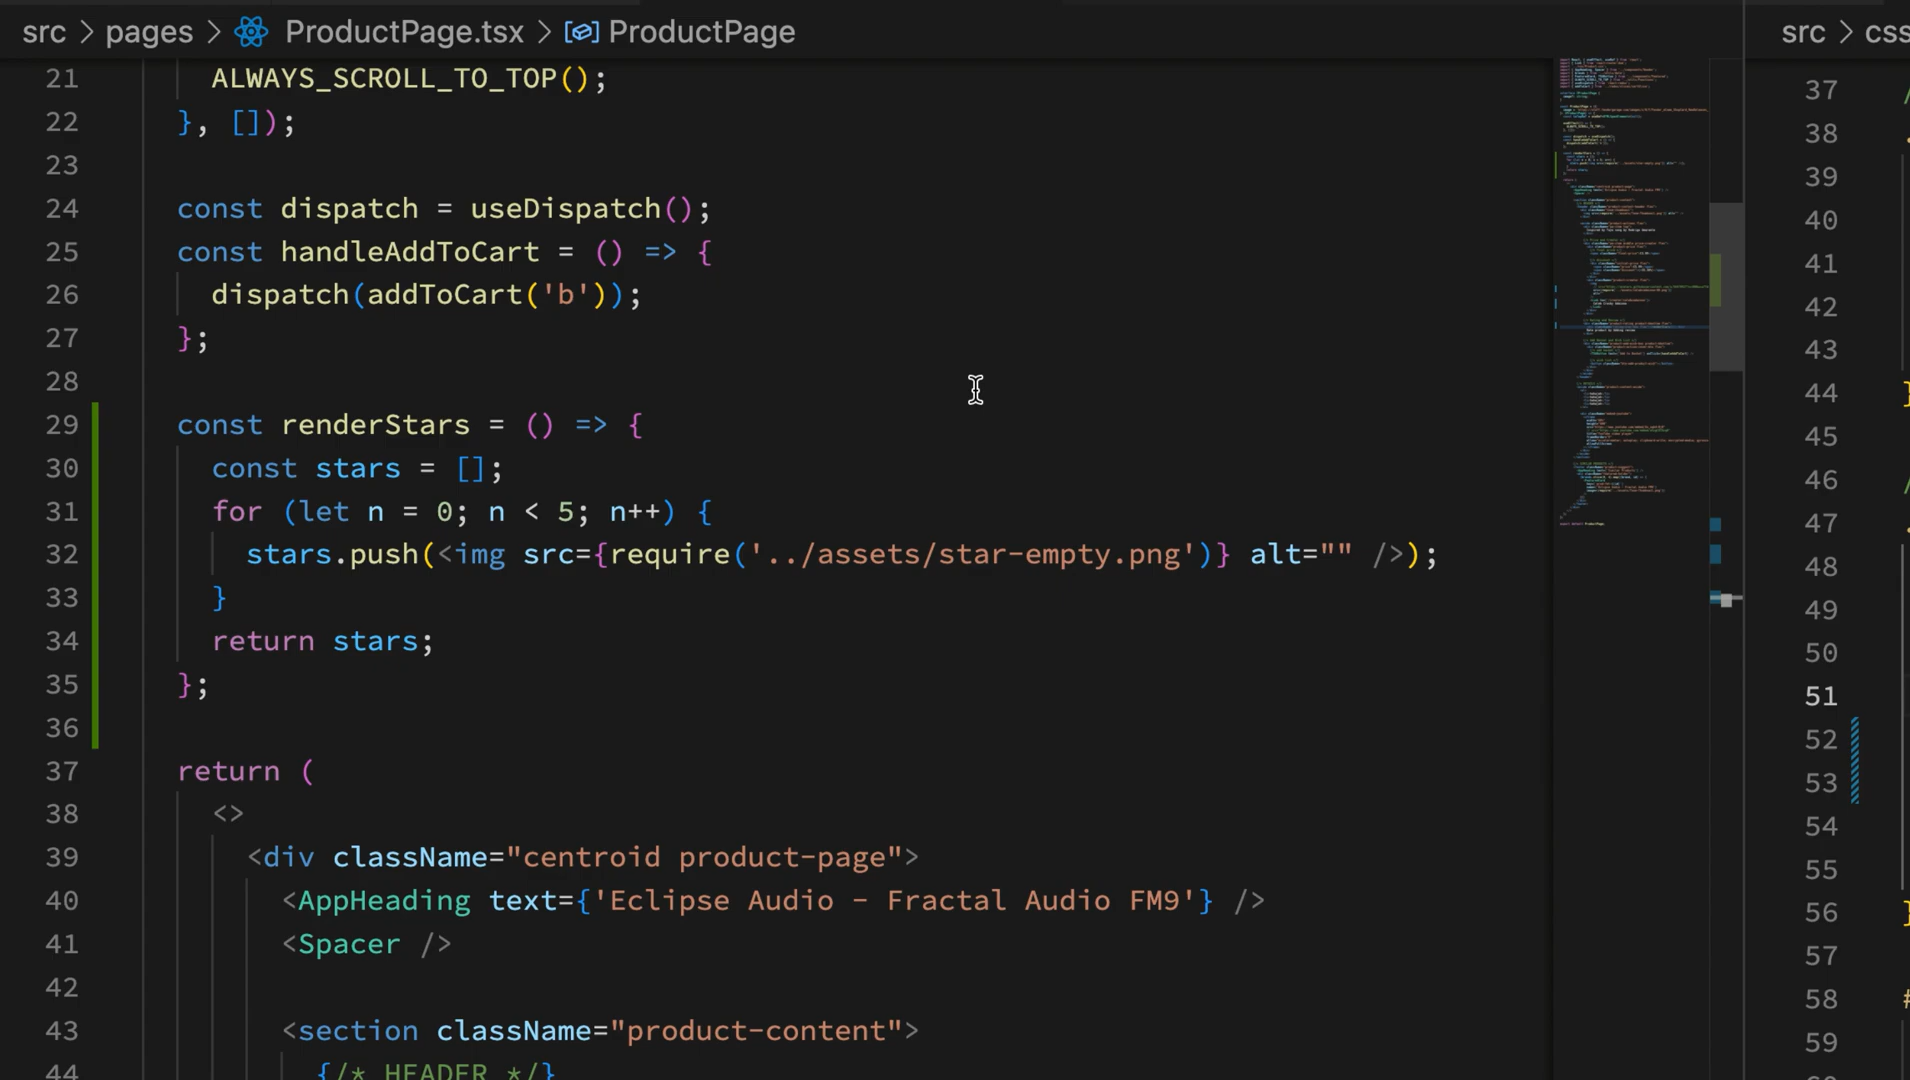 src > pages > ProductPage.tsx > ProductPage
21 ALWAYS_SCROLL_TO_TOP();
22 }, []);
23
24 const dispatch = useDispatch();
25 const handleAddToCart = () => {
26 dispatch(addToCart('b'));
27 };
28
29 const renderStars = () => {
30 const stars = [];
31 for (let n = 0; n < 5; n++) {
32 stars.push(<img src={require('../assets/star-empty.png')} alt="" />);
33 }
34 return stars;
35 };
36
37 return (
38 <>
39 <div className="centroid product-page">
40 <AppHeading text={'Eclipse Audio - Fractal Audio FM9'} />
41 <Spacer />
42
43 <section className="product-content">
44 {/* HEADER */}
src > css
37
38
39
40
41
42
43
44 }
45
46
47
48
49
50
51
52
53
54
55
56 }
57
58 #
59